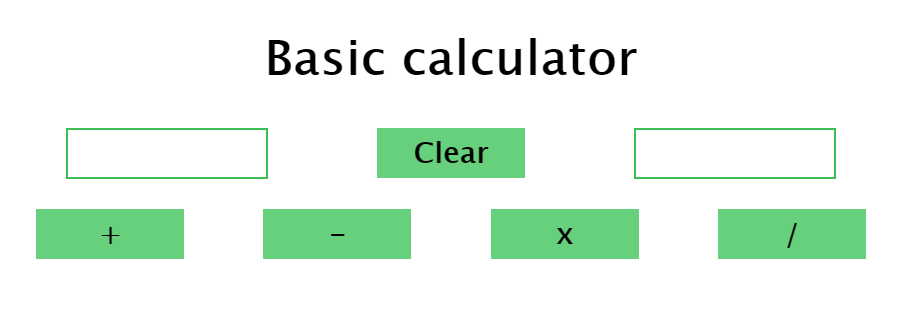 Basic calculator
Clear
+ - x /